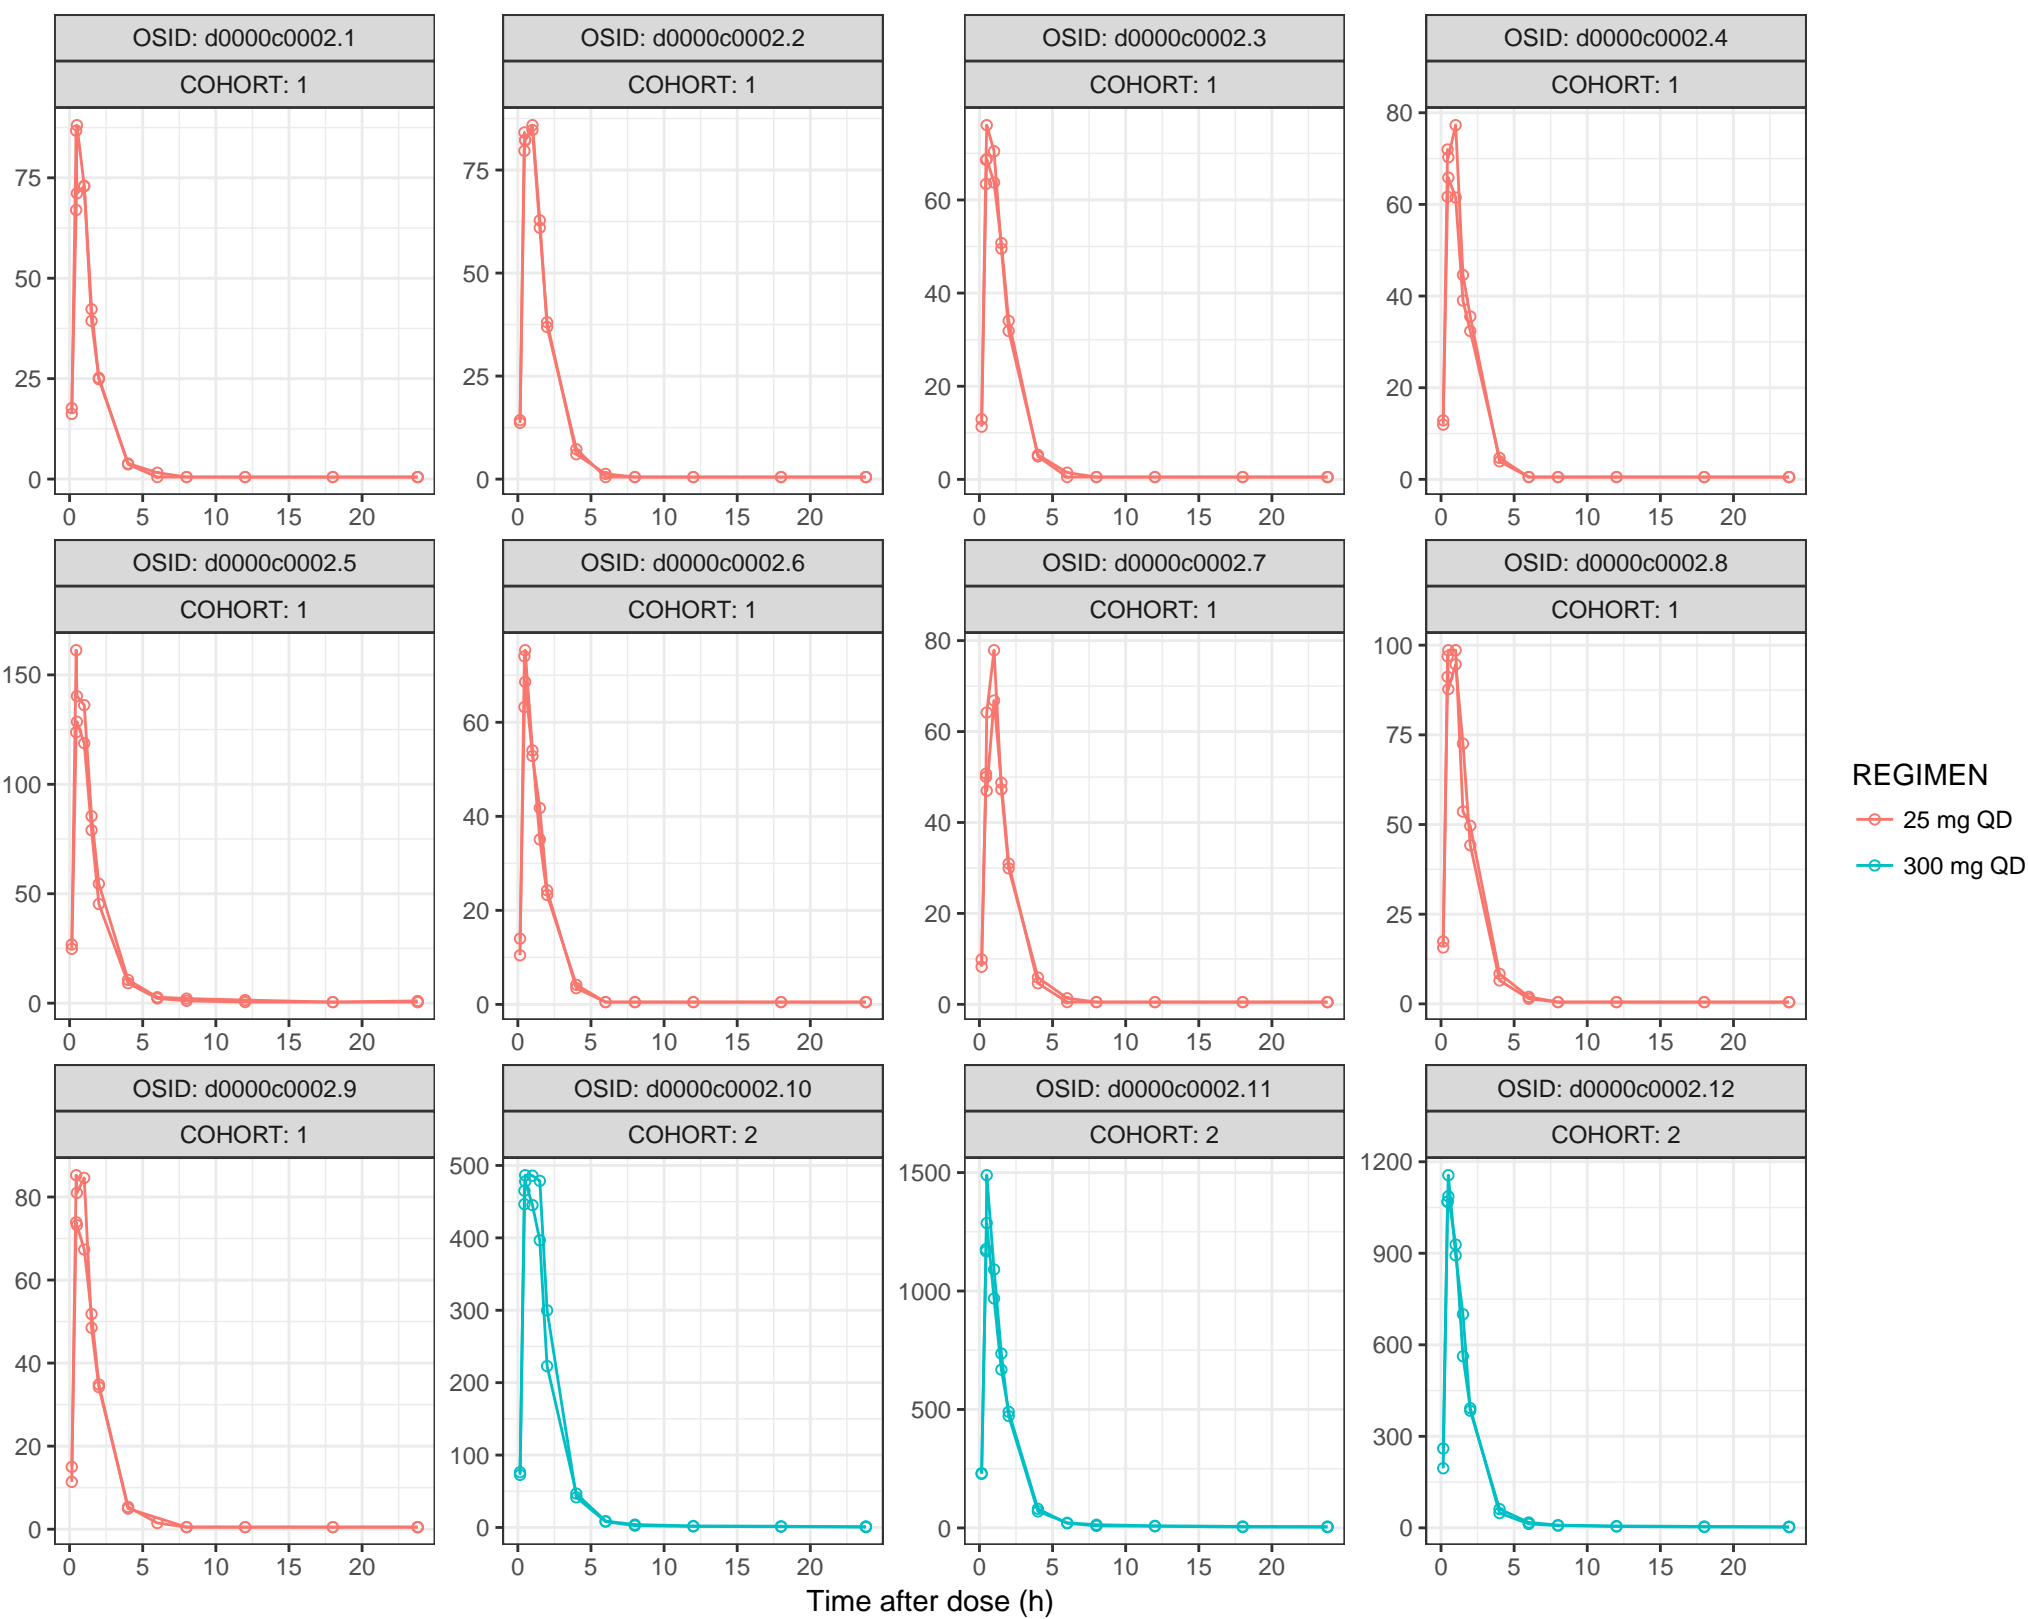 OSID: d0000c0002.1
COHORT: 1
75
50
25
0
0 5 10 15 20
OSID: d0000c0002.2
COHORT: 1
75
50
25
0
0 5 10 15 20
OSID: d0000c0002.3
COHORT: 1
60
40
20
0
0 5 10 15 20
OSID: d0000c0002.4
COHORT: 1
80
60
40
20
0
0 5 10 15 20
OSID: d0000c0002.5
COHORT: 1
150
100
50
0
0 5 10 15 20
OSID: d0000c0002.6
COHORT: 1
60
40
20
0
0 5 10 15 20
OSID: d0000c0002.7
COHORT: 1
80
60
40
20
0
0 5 10 15 20
OSID: d0000c0002.8
COHORT: 1
100
75
50
25
0
0 5 10 15 20
OSID: d0000c0002.9
COHORT: 1
80
60
40
20
0
0 5 10 15 20
OSID: d0000c0002.10
COHORT: 2
500
400
300
200
100
0
0 5 10 15 20
OSID: d0000c0002.11
COHORT: 2
1500
1000
500
0
0 5 10 15 20
OSID: d0000c0002.12
COHORT: 2
1200
900
600
300
0
0 5 10 15 20
Time after dose (h)
REGIMEN
25 mg QD
300 mg QD